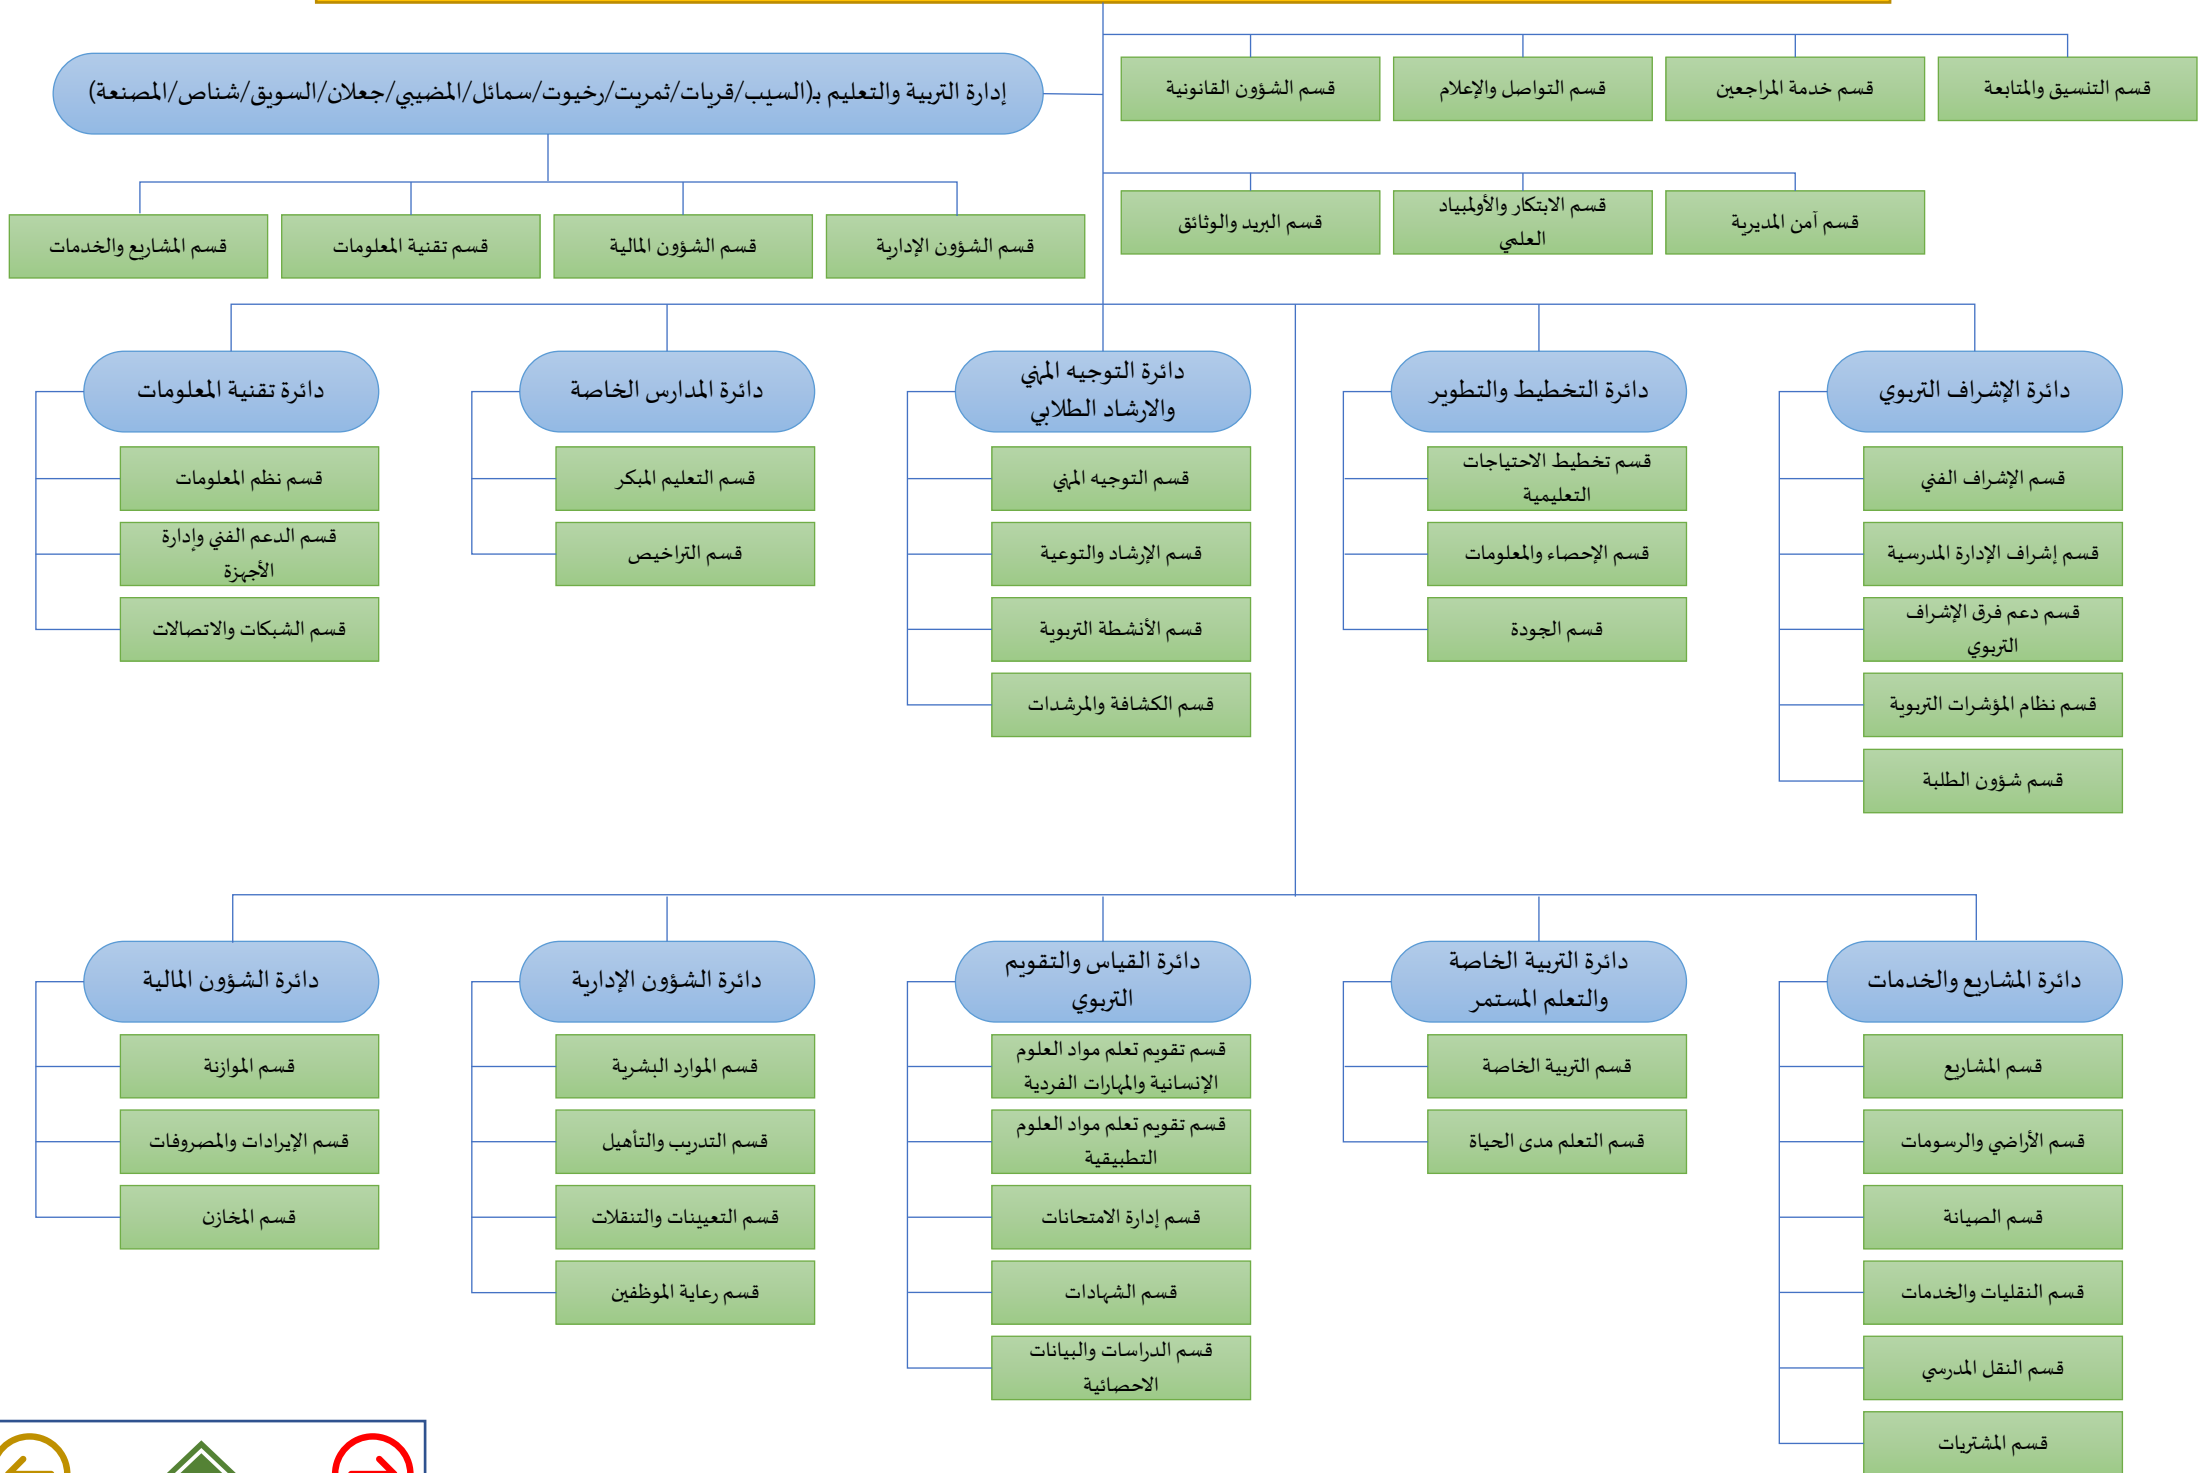 قسم التنسيق والمتابعة
قسم خدمة المراجعين
قسم التواصل والإعلام
قسم الشؤون القانونية
إدارة التربية والتعليم بـ(السيب/قريات/ثمريت/رخيوت/سمائل/المضيبي/جعلان/السويق/شناص/المصنعة)
قسم آمن المديرية
قسم الابتكار والأولمبياد
العلمي
قسم البريد والوثائق
قسم الشؤون الإدارية
قسم الشؤون المالية
قسم تقنية المعلومات
قسم المشاريع والخدمات
دائرة الإشراف التربوي
قسم الإشراف الفني
قسم إشراف الإدارة المدرسية
قسم دعم فرق الإشراف
التربوي
قسم نظام المؤشرات التربوية
قسم شؤون الطلبة
دائرة التخطيط والتطوير
قسم تخطيط الاحتياجات
التعليمية
قسم الإحصاء والمعلومات
قسم الجودة
دائرة التوجيه المهني
والارشاد الطلابي
قسم التوجيه المهني
قسم الإرشاد والتوعية
قسم الأنشطة التربوية
قسم الكشافة والمرشدات
دائرة المدارس الخاصة
قسم التعليم المبكر
قسم التراخيص
دائرة تقنية المعلومات
قسم نظم المعلومات
قسم الدعم الفني وإدارة
الأجهزة
قسم الشبكات والاتصالات
دائرة المشاريع والخدمات
قسم المشاريع
قسم الأراضي والرسومات
قسم الصيانة
قسم النقليات والخدمات
قسم النقل المدرسي
قسم المشتريات
دائرة التربية الخاصة
والتعلم المستمر
قسم التربية الخاصة
قسم التعلم مدى الحياة
دائرة القياس والتقويم
التربوي
قسم تقويم تعلم مواد العلوم
الإنسانية والمهارات الفردية
قسم تقويم تعلم مواد العلوم
التطبيقية
قسم إدارة الامتحانات
قسم الشهادات
قسم الدراسات والبيانات
الاحصائية
دائرة الشؤون الإدارية
قسم الموارد البشرية
قسم التدريب والتأهيل
قسم التعيينات والتنقلات
قسم رعاية الموظفين
دائرة الشؤون المالية
قسم الموازنة
قسم الإيرادات والمصروفات
قسم المخازن